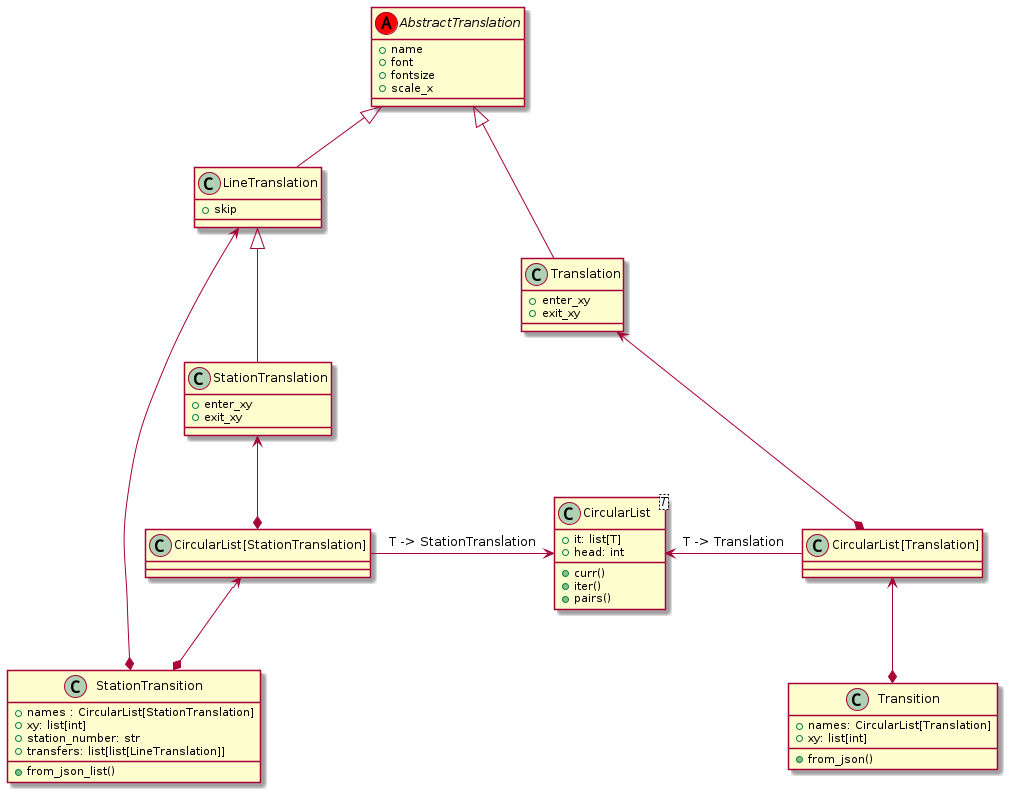 A AbstractTranslation
name
font
fontsize
scale_x
C LineTranslation
skip
C Translation
enter_xy
exit_xy
C StationTranslation
enter_xy
exit_xy
C CircularList[StationTranslation]
T -> StationTranslation
C CircularList T
it: list[T]
head: int
curr()
iter()
pairs()
T -> Translation
C CircularList[Translation]
C StationTransition
names : CircularList[StationTranslation]
xy: list[int]
station_number: str
transfers: list[list[LineTranslation]]
from_json_list()
C Transition
names: CircularList[Translation]
xy: list[int]
from_json()